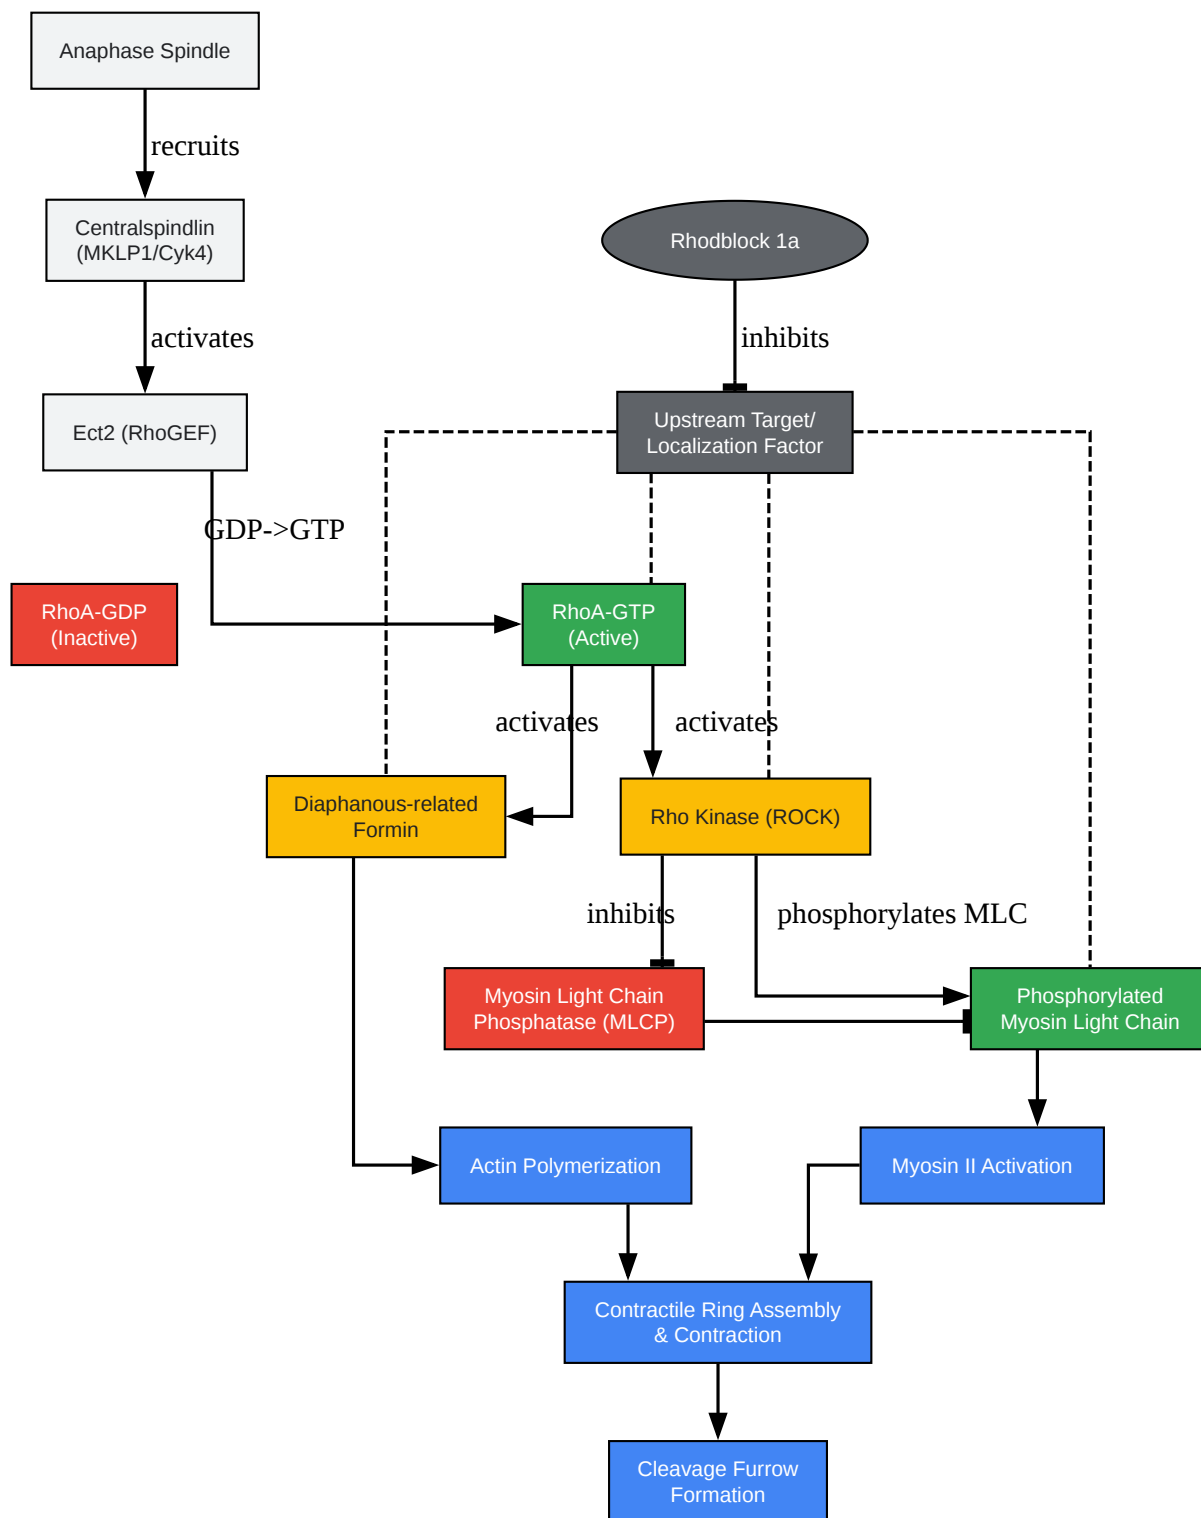 Anaphase Spindle
recruits
Centralspindlin
(MKLP1/Cyk4)
Rhodblock 1a
activates
inhibits
Ect2 (RhoGEF)
Upstream Target/
Localization Factor
GDP->GTP
RhoA-GDP
(Inactive)
RhoA-GTP
(Active)
activates
activates
Diaphanous-related
Formin
Rho Kinase (ROCK)
inhibits
phosphorylates MLC
Myosin Light Chain
Phosphatase (MLCP)
Phosphorylated
Myosin Light Chain
Actin Polymerization
Myosin II Activation
Contractile Ring Assembly
& Contraction
Cleavage Furrow
Formation